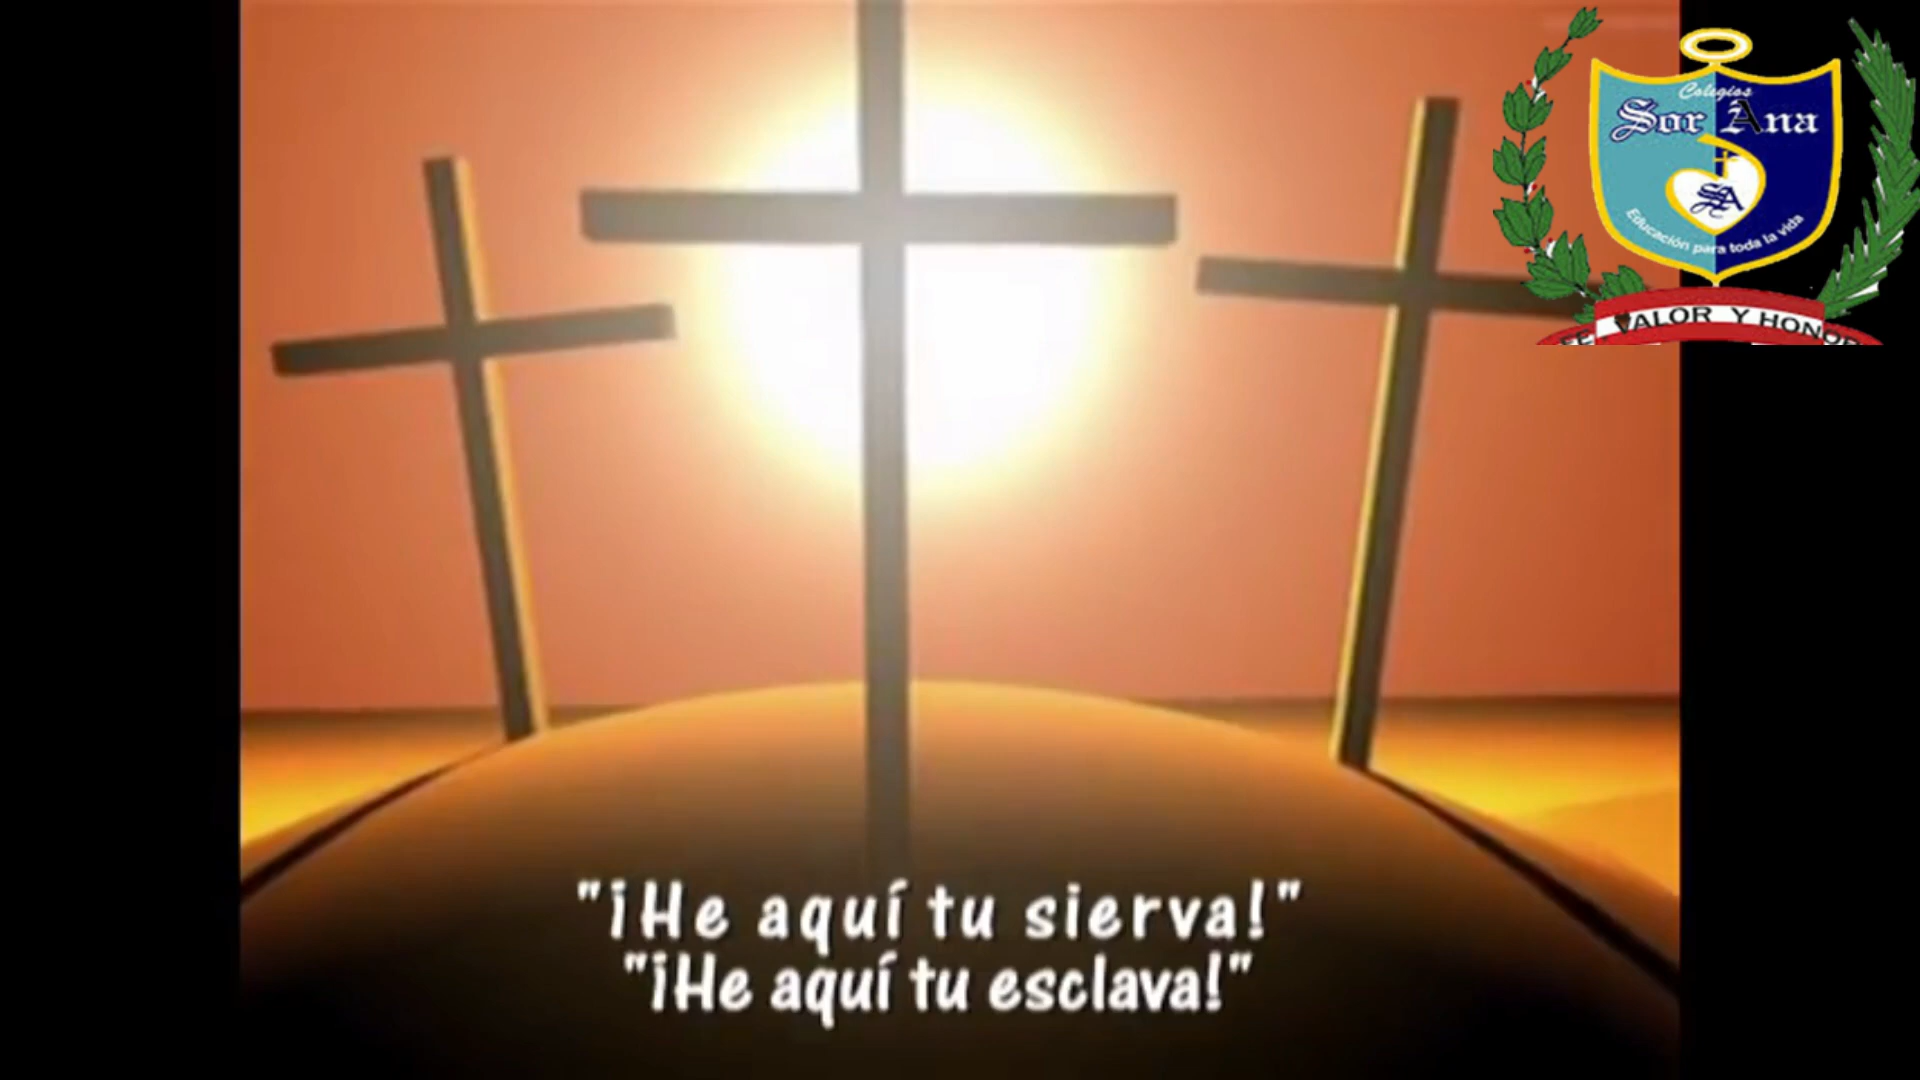 Colegios
Sor Ana
SA
Educación para toda la vida
VALOR Y HONOR
"¡He aquí tu sierva!"
"¡He aquí tu esclava!"